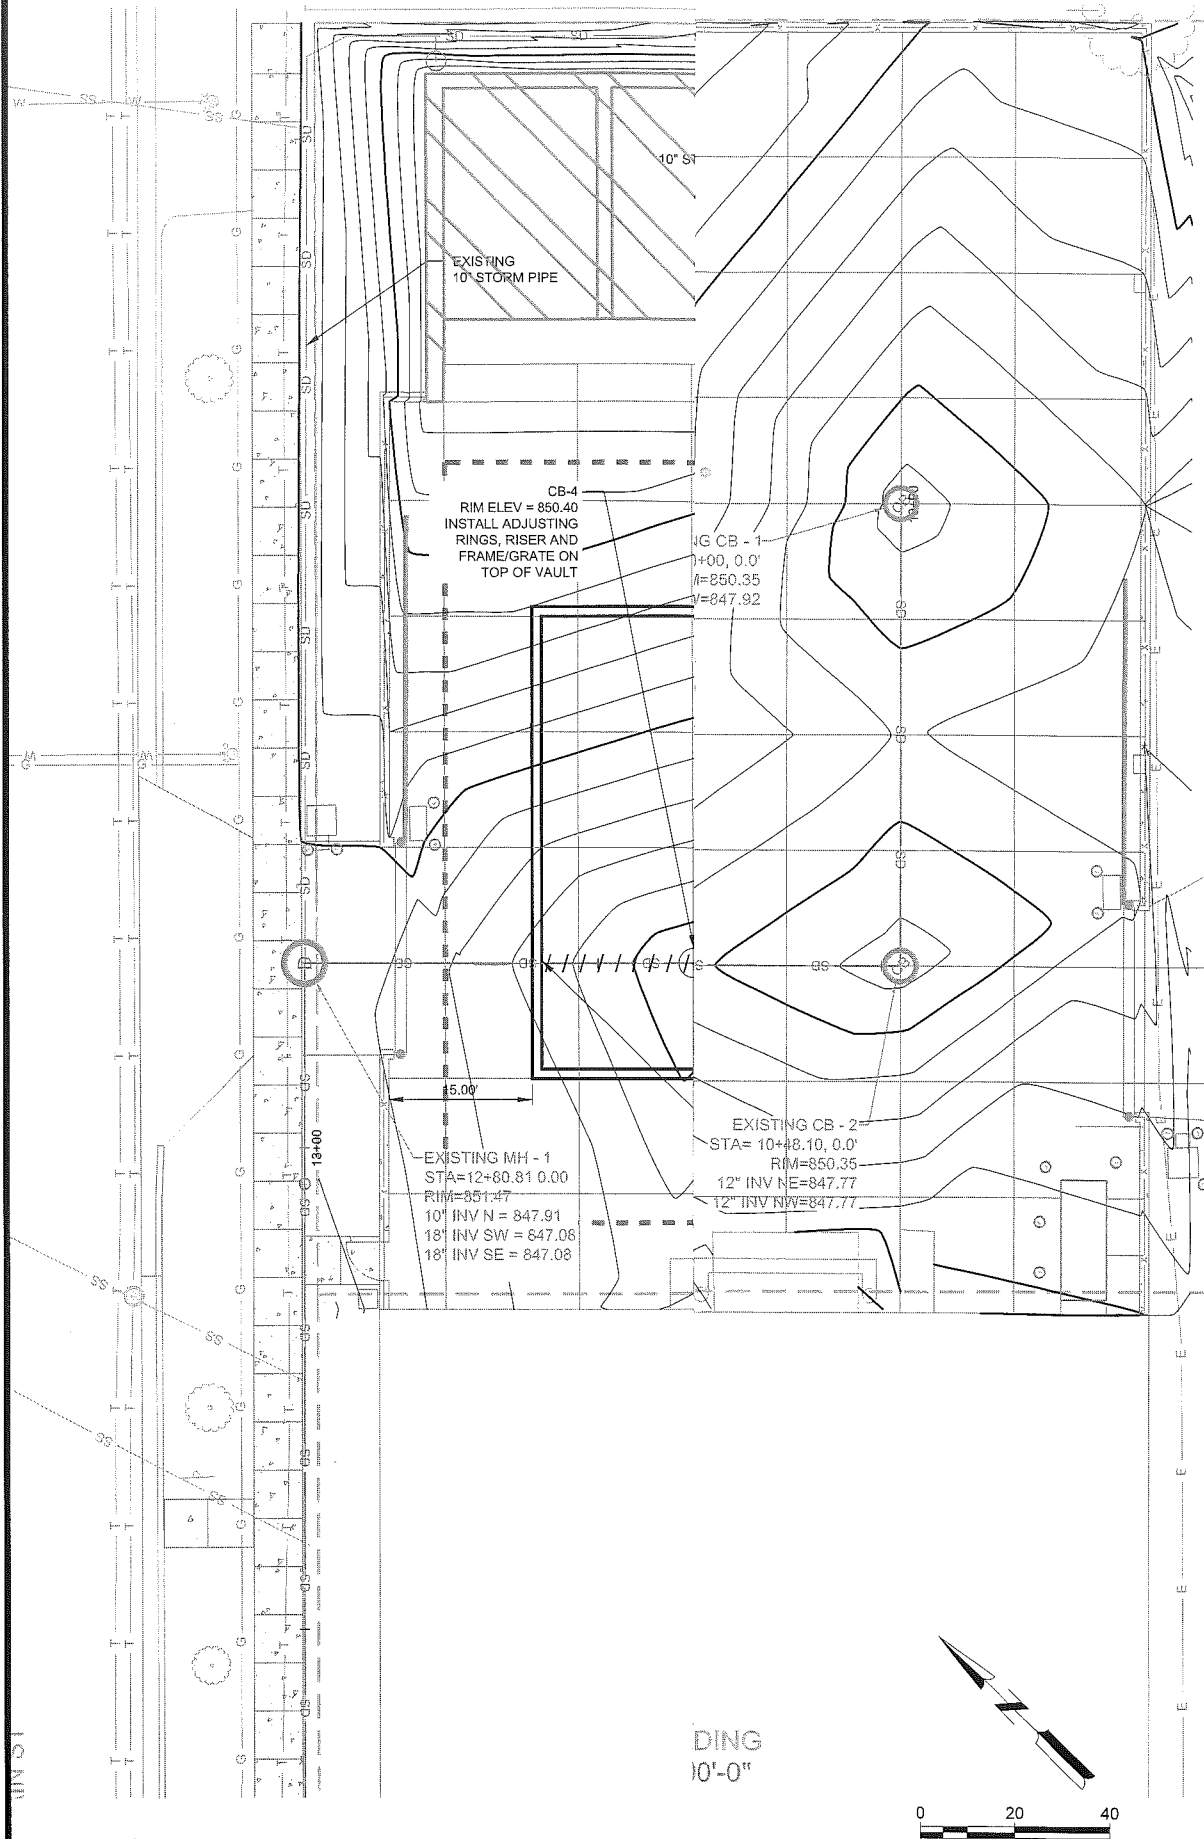 10" S
EXISTING
10" STORM PIPE
CB-4
RIM ELEV = 850.40
INSTALL ADJUSTING
RINGS, RISER AND
FRAME/GRATE ON
TOP OF VAULT
NG CB - 1
+00, 0.0'
=850.35
=847.92
15.00'
13+00
EXISTING MH - 1
STA=12+80.81 0.00
RIM=851.47
10" INV N = 847.91
18" INV SW = 847.08
18" INV SE = 847.08
EXISTING CB - 2
STA= 10+48.10, 0.0'
RIM=850.35
12" INV NE=847.77
12" INV NW=847.77
DING
0'-0"
0 20 40